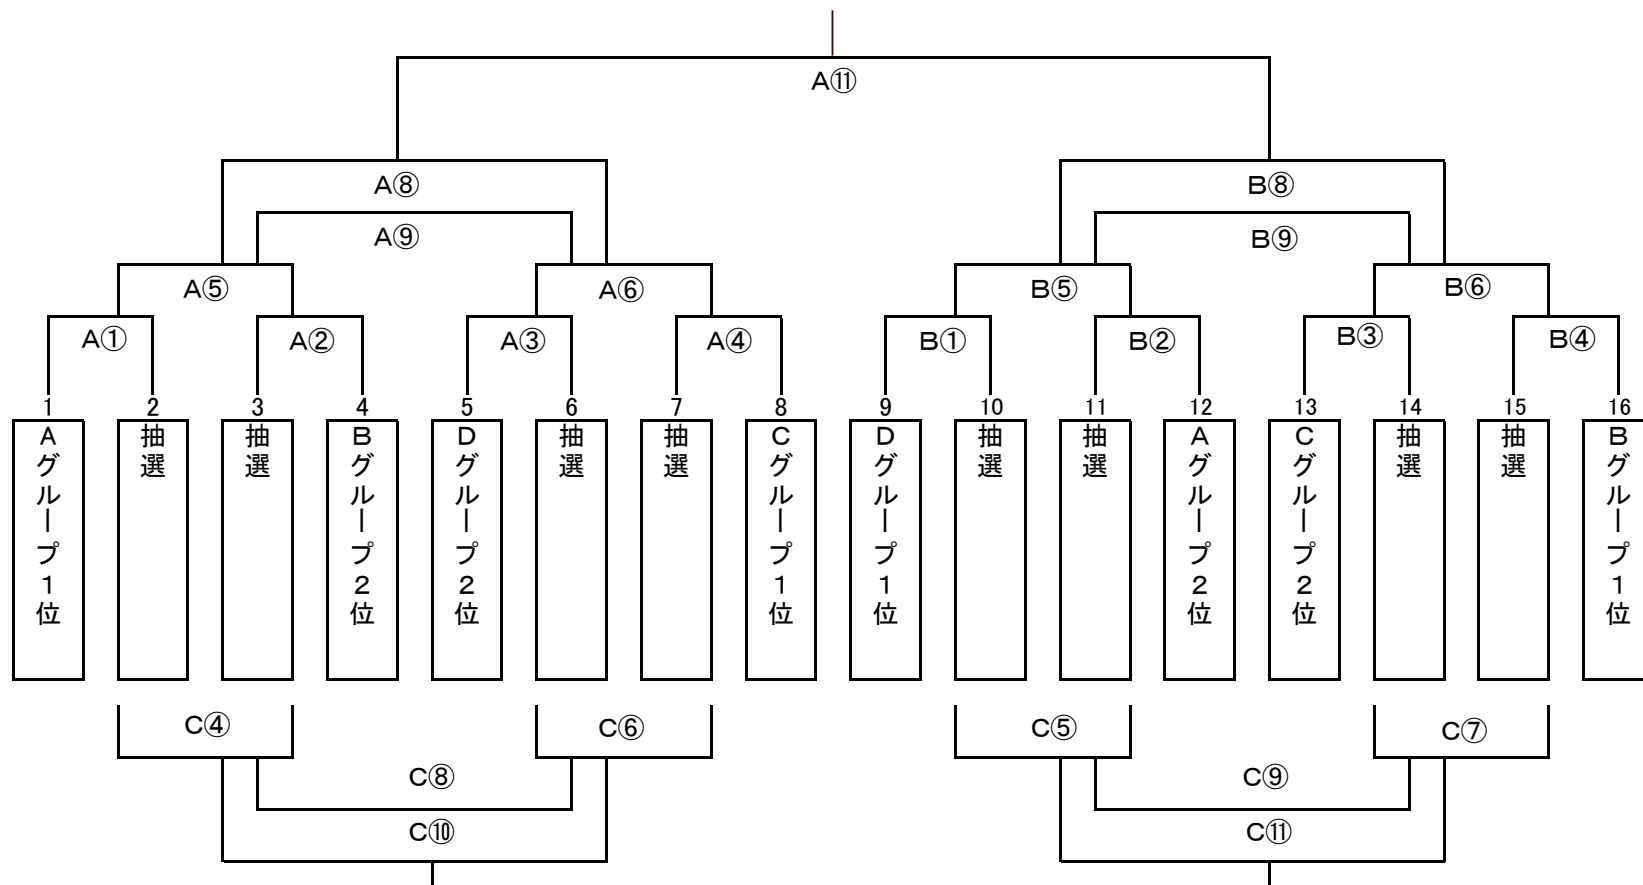 A⑪
A⑧ B⑧
A⑨ B⑨
A⑤ A⑥ B⑤ B⑥
A① A② A③ A④ B① B② B③ B④
1 2 3 4 5 6 7 8 9 10 11 12 13 14 15 16
Aグループ1位
抽選
抽選
Bグループ2位
Dグループ2位
抽選
抽選
Cグループ1位
Dグループ1位
抽選
抽選
Aグループ2位
Cグループ2位
抽選
抽選
Bグループ1位
C④ C⑥ C⑤ C⑦
C⑧ C⑨
C⑩ C⑪